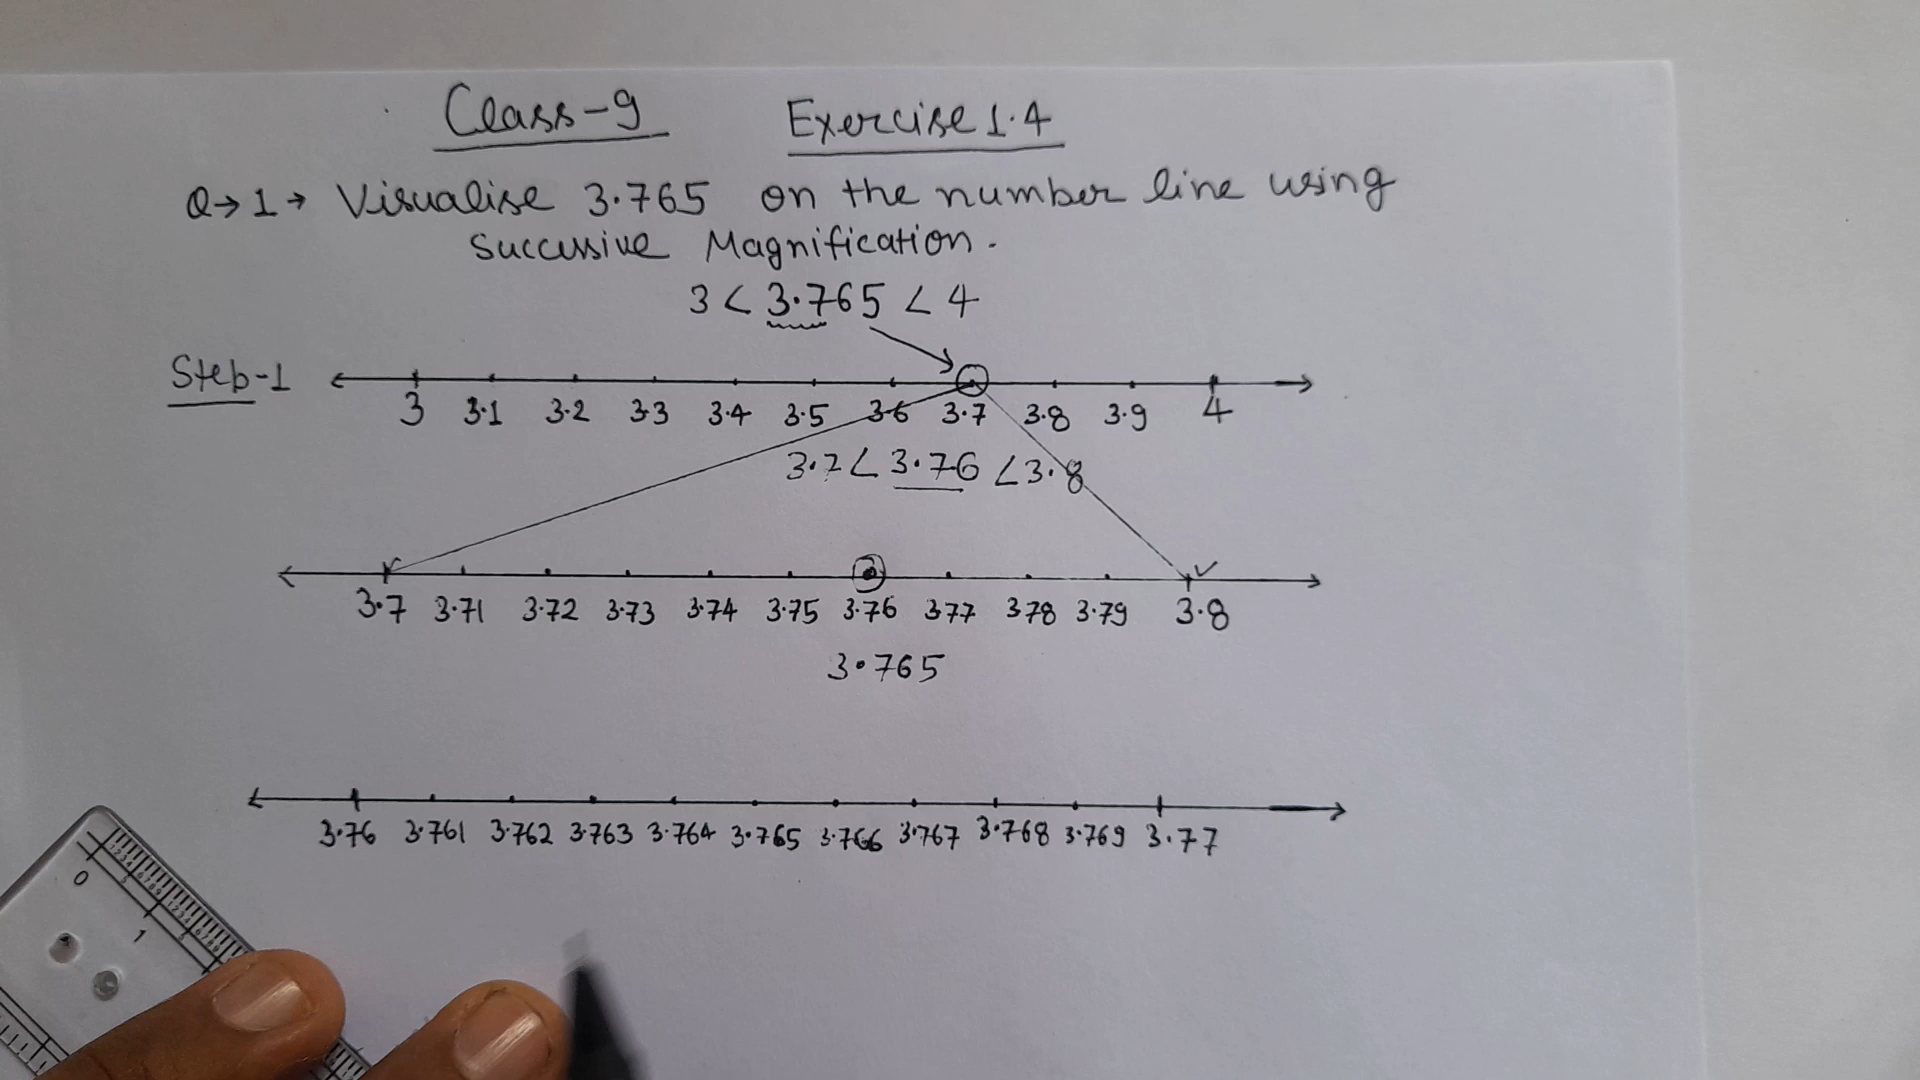 Class-9 Exercise 1.4
Q→1→ Visualise 3.765 on the number line using
Successive Magnification.
3 < 3.765 < 4
Step-1
3 3.1 3.2 3.3 3.4 3.5 3.6 3.7 3.8 3.9 4
3.7 < 3.76 < 3.8
3.7 3.71 3.72 3.73 3.74 3.75 3.76 3.77 3.78 3.79 3.8
3.765
3.76 3.761 3.762 3.763 3.764 3.765 3.766 3.767 3.768 3.769 3.77
0
1